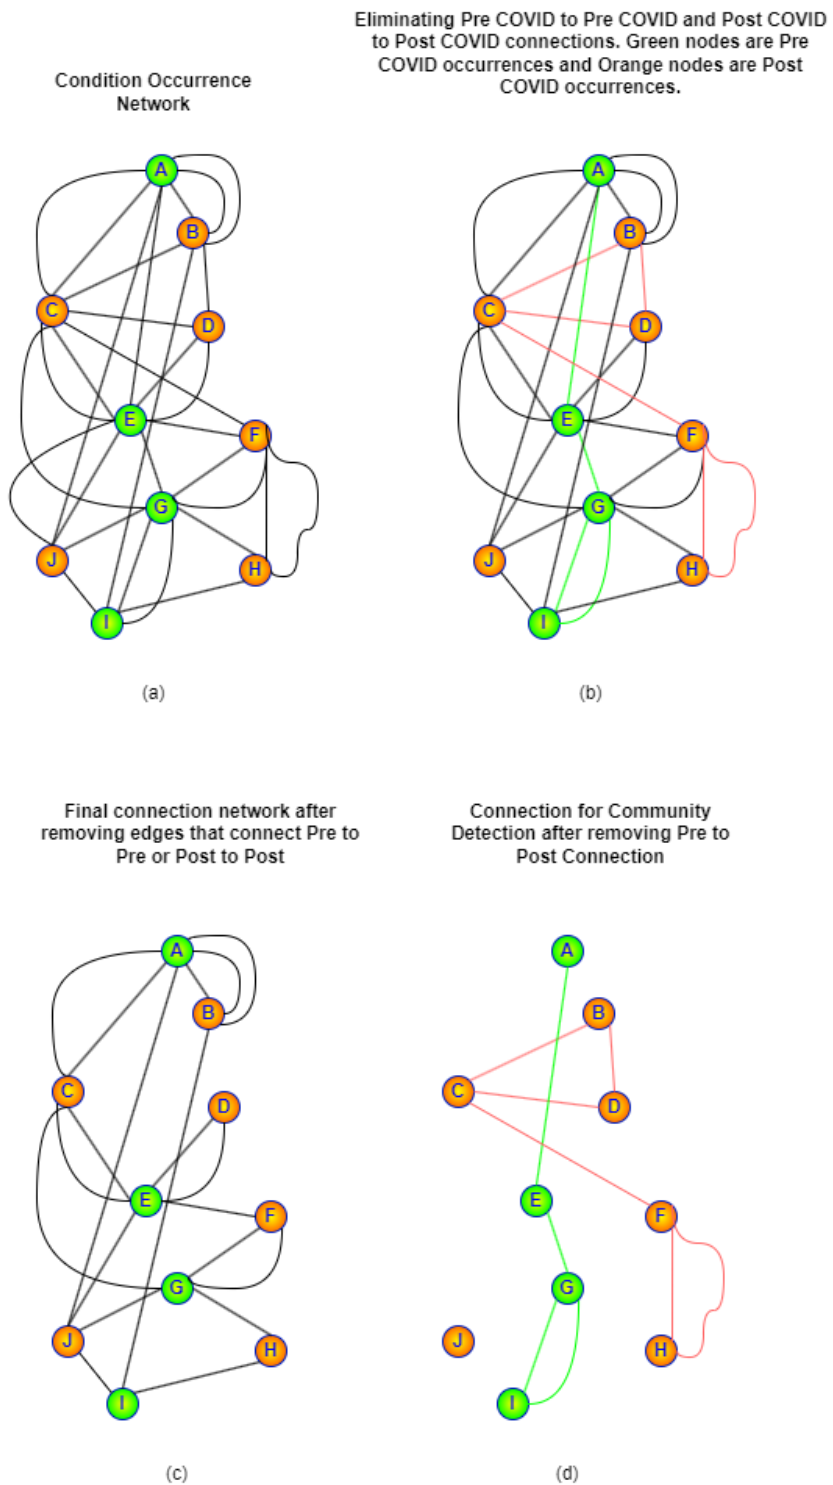 Condition Occurrence
Network
Eliminating Pre COVID to Pre COVID and Post COVID
to Post COVID connections. Green nodes are Pre
COVID occurrences and Orange nodes are Post
COVID occurrences.
A
B
C
D
E
F
G
J
H
I
(a)
A
B
C
D
E
F
G
J
H
I
(b)
Final connection network after
removing edges that connect Pre to
Pre or Post to Post
Connection for Community
Detection after removing Pre to
Post Connection
A
B
C
D
E
F
G
J
H
I
(c)
A
B
C
D
E
F
G
J
H
I
(d)